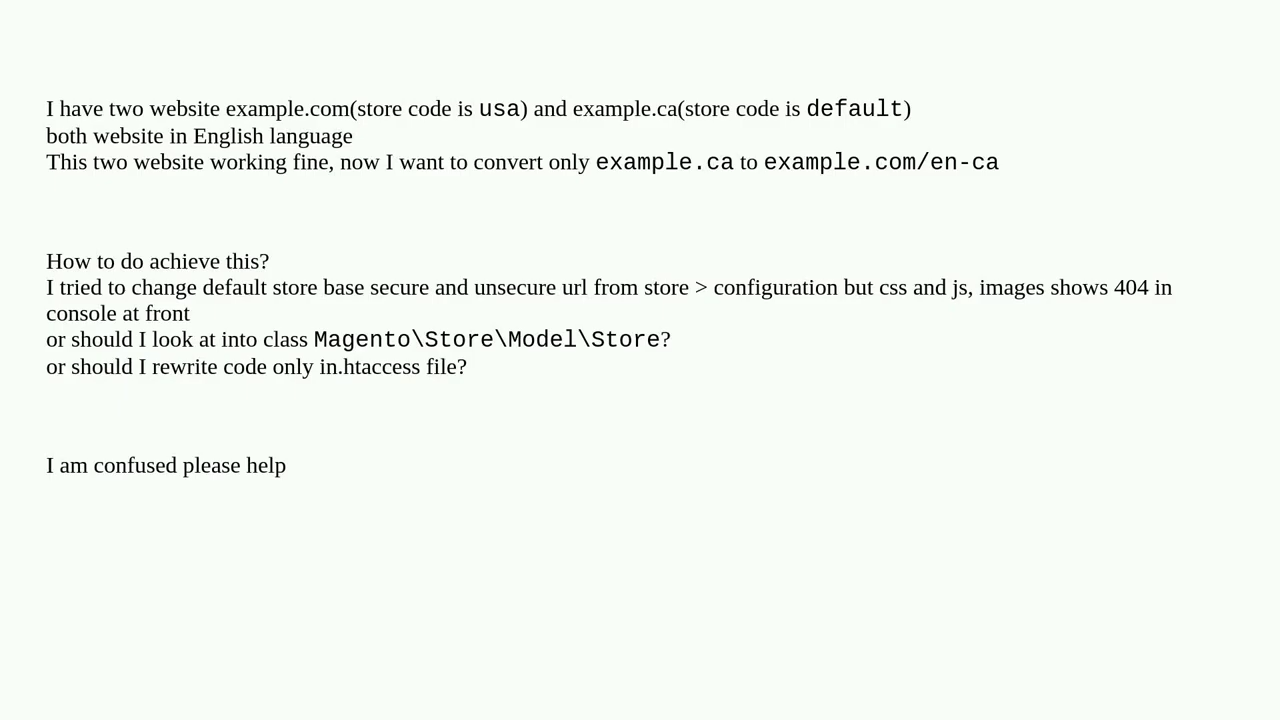 I have two website example.com(store code is usa) and example.ca(store code is default)
both website in English language
This two website working fine, now I want to convert only example.ca to example.com/en-ca
How to do achieve this?
I tried to change default store base secure and unsecure url from store > configuration but css and js, images shows 404 in
console at front
or should I look at into class Magento\Store\Model\Store?
or should I rewrite code only in.htaccess file?
I am confused please help